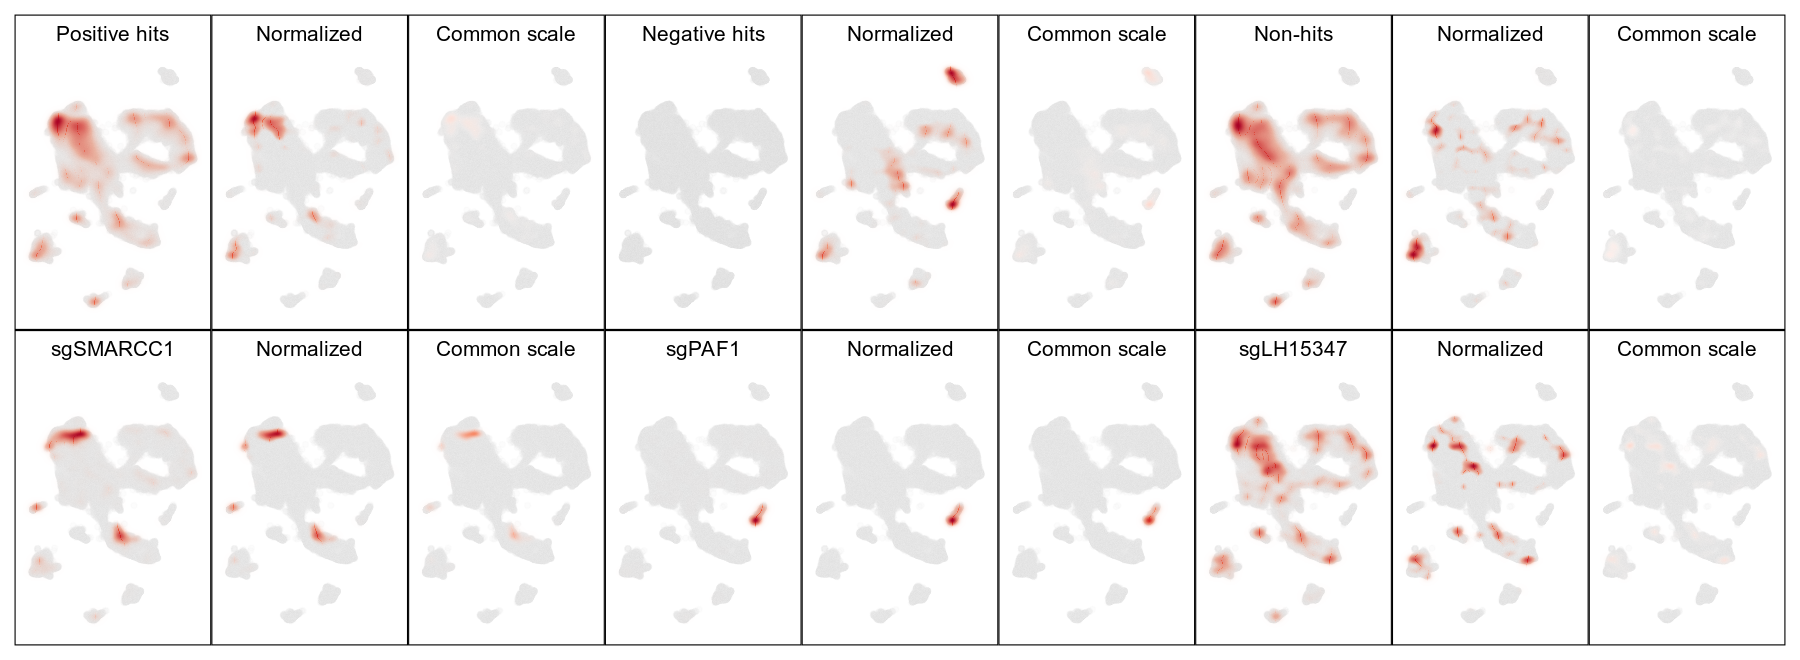 Positive hits
Normalized
Common scale
Negative hits
Normalized
Common scale
Non-hits
Normalized
Common scale
sgSMARCC1
Normalized
Common scale
sgPAF1
Normalized
Common scale
sgLH15347
Normalized
Common scale